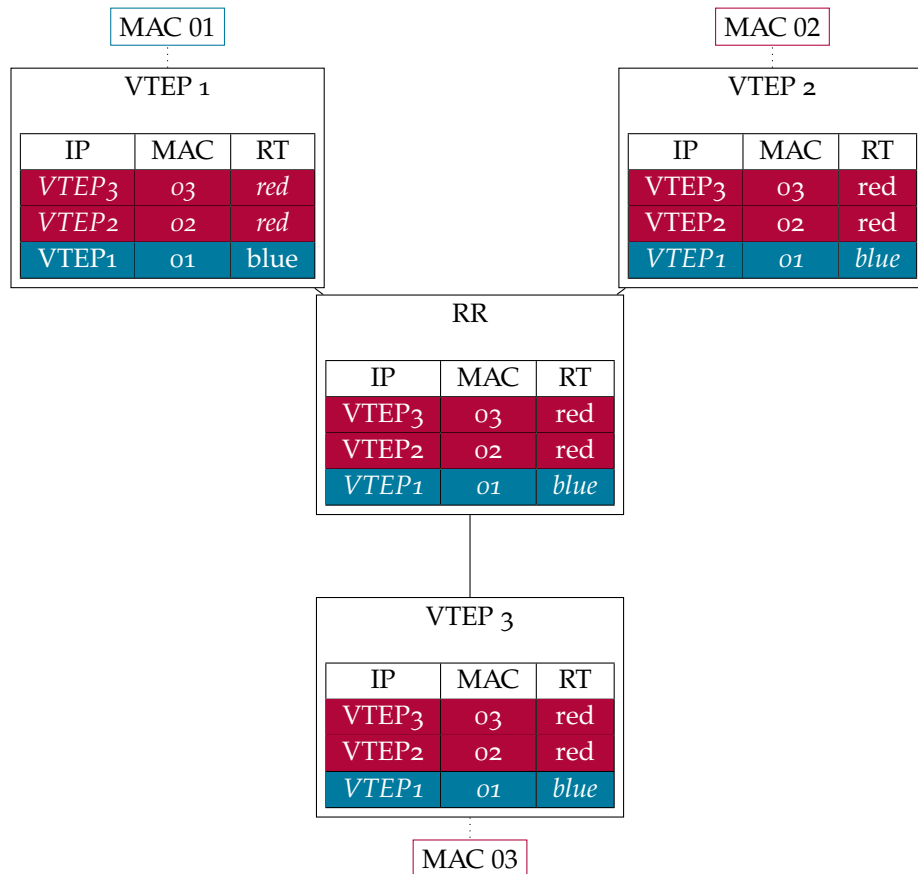 MAC 01
MAC 02
VTEP 1
IP MAC RT
VTEP3 03 red
VTEP2 02 red
VTEP1 01 blue
VTEP 2
IP MAC RT
VTEP3 03 red
VTEP2 02 red
VTEP1 01 blue
RR
IP MAC RT
VTEP3 03 red
VTEP2 02 red
VTEP1 01 blue
VTEP 3
IP MAC RT
VTEP3 03 red
VTEP2 02 red
VTEP1 01 blue
MAC 03